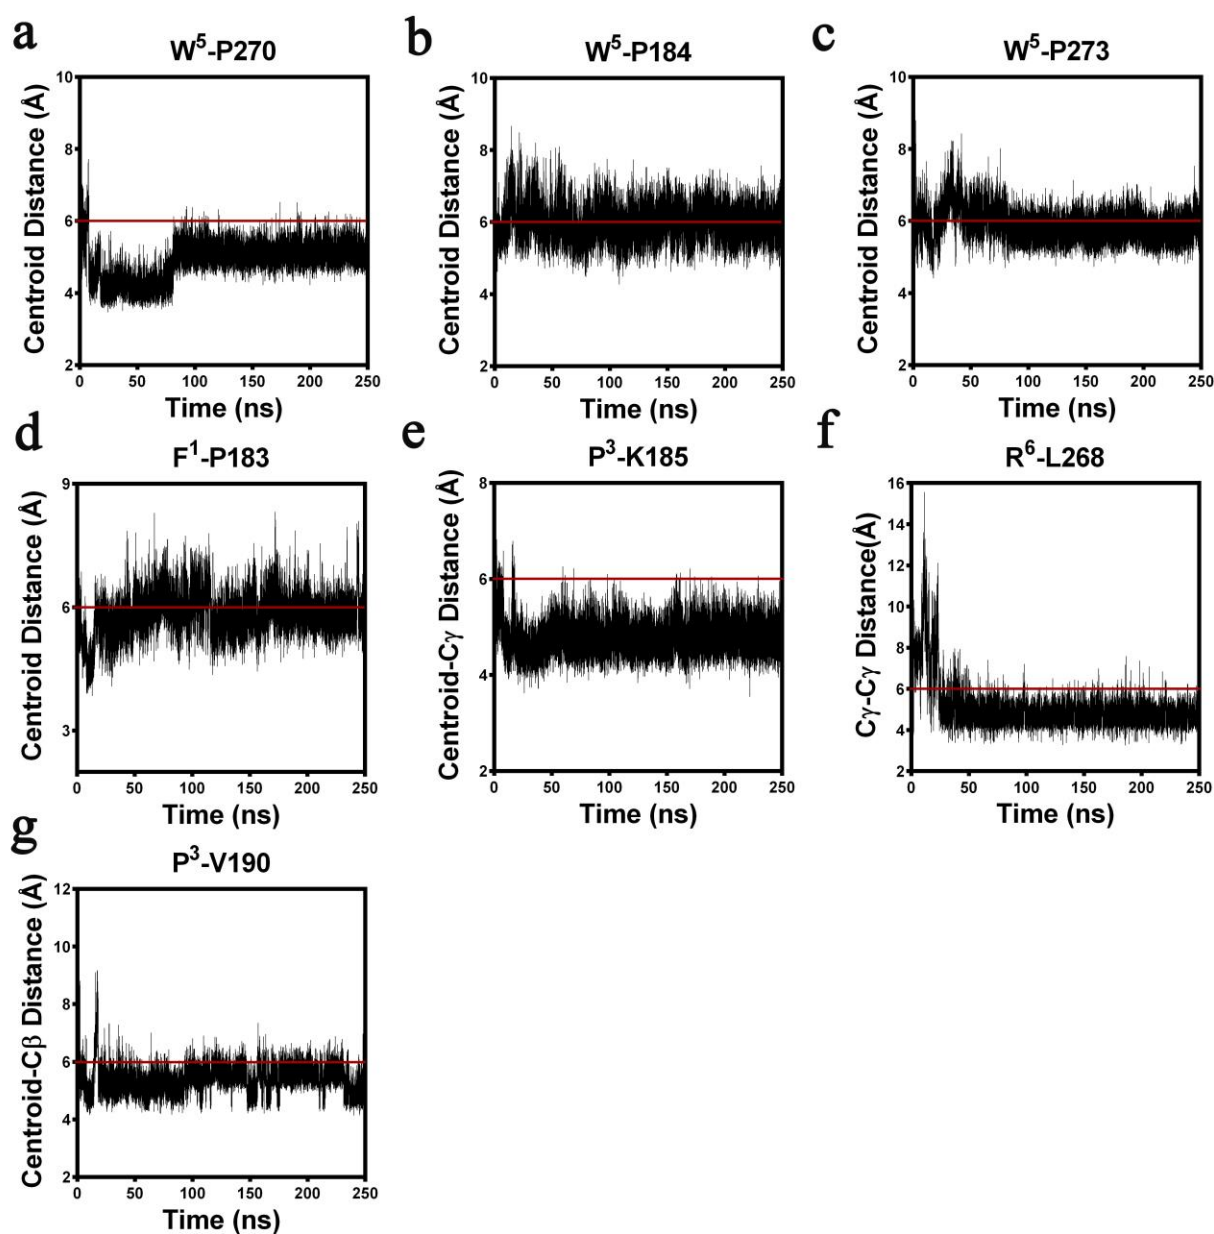 a
W⁵-P270
Centroid Distance (Å)
10
8
6
4
2
0 50 100 150 200 250
Time (ns)
b
W⁵-P184
Centroid Distance (Å)
10
8
6
4
2
0 50 100 150 200 250
Time (ns)
c
W⁵-P273
Centroid Distance (Å)
10
8
6
4
2
0 50 100 150 200 250
Time (ns)
d
F¹-P183
Centroid Distance (Å)
9
6
3
0 50 100 150 200 250
Time (ns)
e
P³-K185
Centroid-Cγ Distance (Å)
8
6
4
2
0 50 100 150 200 250
Time (ns)
f
R⁶-L268
Cγ-Cγ Distance(Å)
16
14
12
10
8
6
4
2
0 50 100 150 200 250
Time (ns)
g
P³-V190
Centroid-Cβ Distance (Å)
12
10
8
6
4
2
0 50 100 150 200 250
Time (ns)